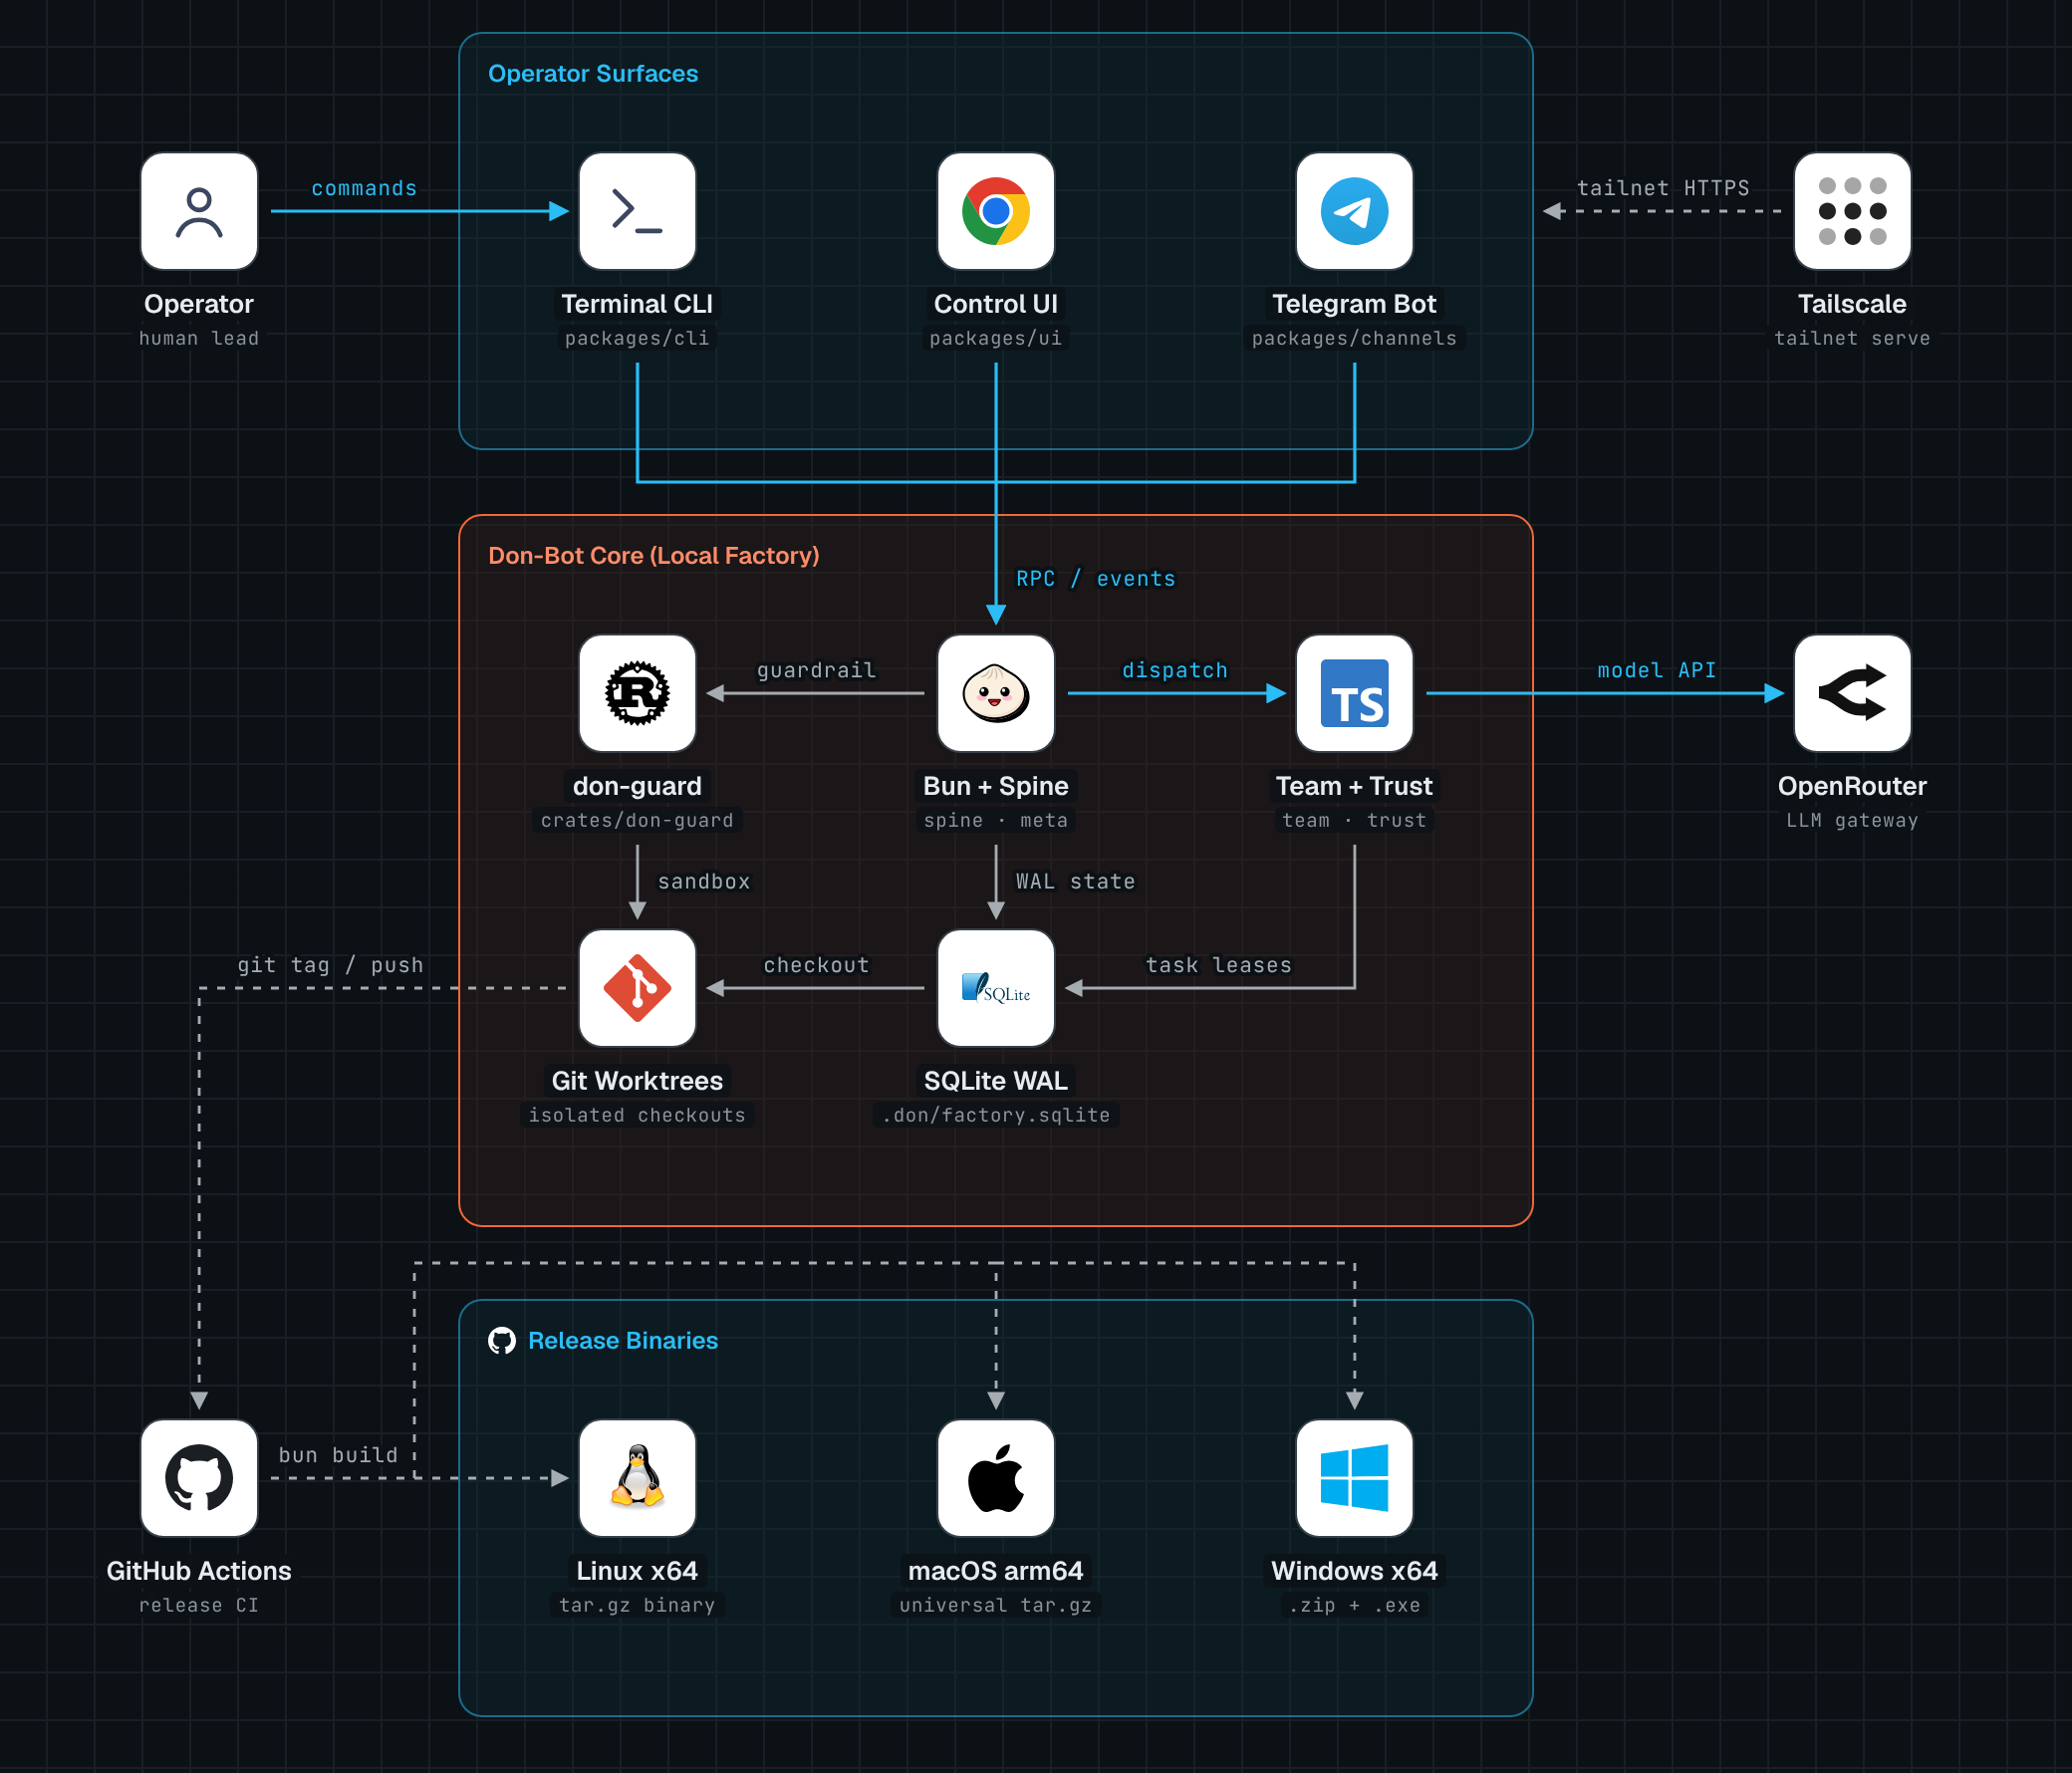 Operator Surfaces
commands
tailnet HTTPS
Operator
human lead
Terminal CLI
packages/cli
Control UI
packages/ui
Telegram Bot
packages/channels
Tailscale
tailnet serve
Don-Bot Core (Local Factory)
RPC / events
guardrail
dispatch
model API
R
TS
don-guard
crates/don-guard
Bun + Spine
spine · meta
Team + Trust
team · trust
OpenRouter
LLM gateway
sandbox
WAL state
git tag / push
checkout
task leases
SQLite
Git Worktrees
isolated checkouts
SQLite WAL
.don/factory.sqlite
Release Binaries
bun build
GitHub Actions
release CI
Linux x64
tar.gz binary
macOS arm64
universal tar.gz
Windows x64
.zip + .exe